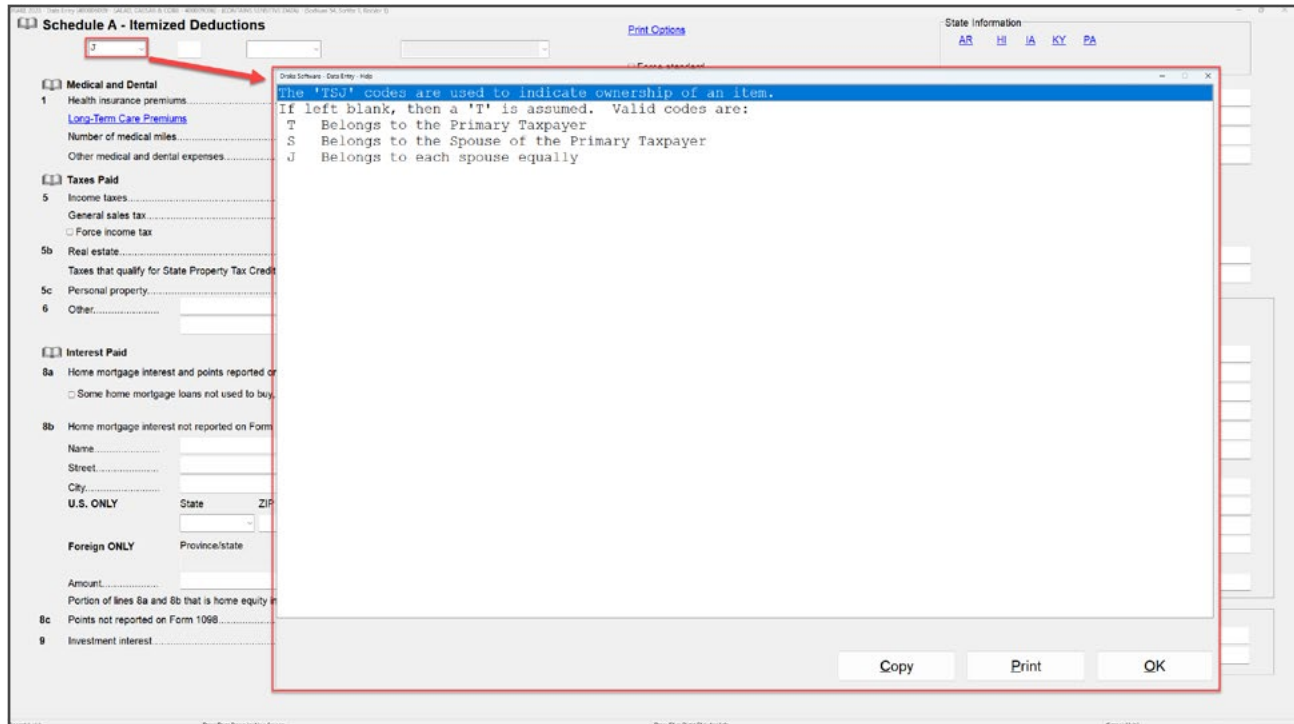 Schedule A - Itemized Deductions
Print Options
State Information
AR HI IA KY PA
J
Force standard
Drake Software - Data Entry - Help
The 'TSJ' codes are used to indicate ownership of an item.
If left blank, then a 'T' is assumed. Valid codes are:
T Belongs to the Primary Taxpayer
S Belongs to the Spouse of the Primary Taxpayer
J Belongs to each spouse equally
Medical and Dental
1 Health insurance premiums
Long-Term Care Premiums
Number of medical miles
Other medical and dental expenses
Taxes Paid
5 Income taxes
General sales tax
Force income tax
5b Real estate
Taxes that qualify for State Property Tax Credit
5c Personal property
6 Other
Interest Paid
8a Home mortgage interest and points reported on
Some home mortgage loans not used to buy,
8b Home mortgage interest not reported on Form
Name
Street
City
U.S. ONLY State ZIP
Foreign ONLY Province/state
Amount
Portion of lines 8a and 8b that is home equity in
8c Points not reported on Form 1098
9 Investment interest
Copy Print OK